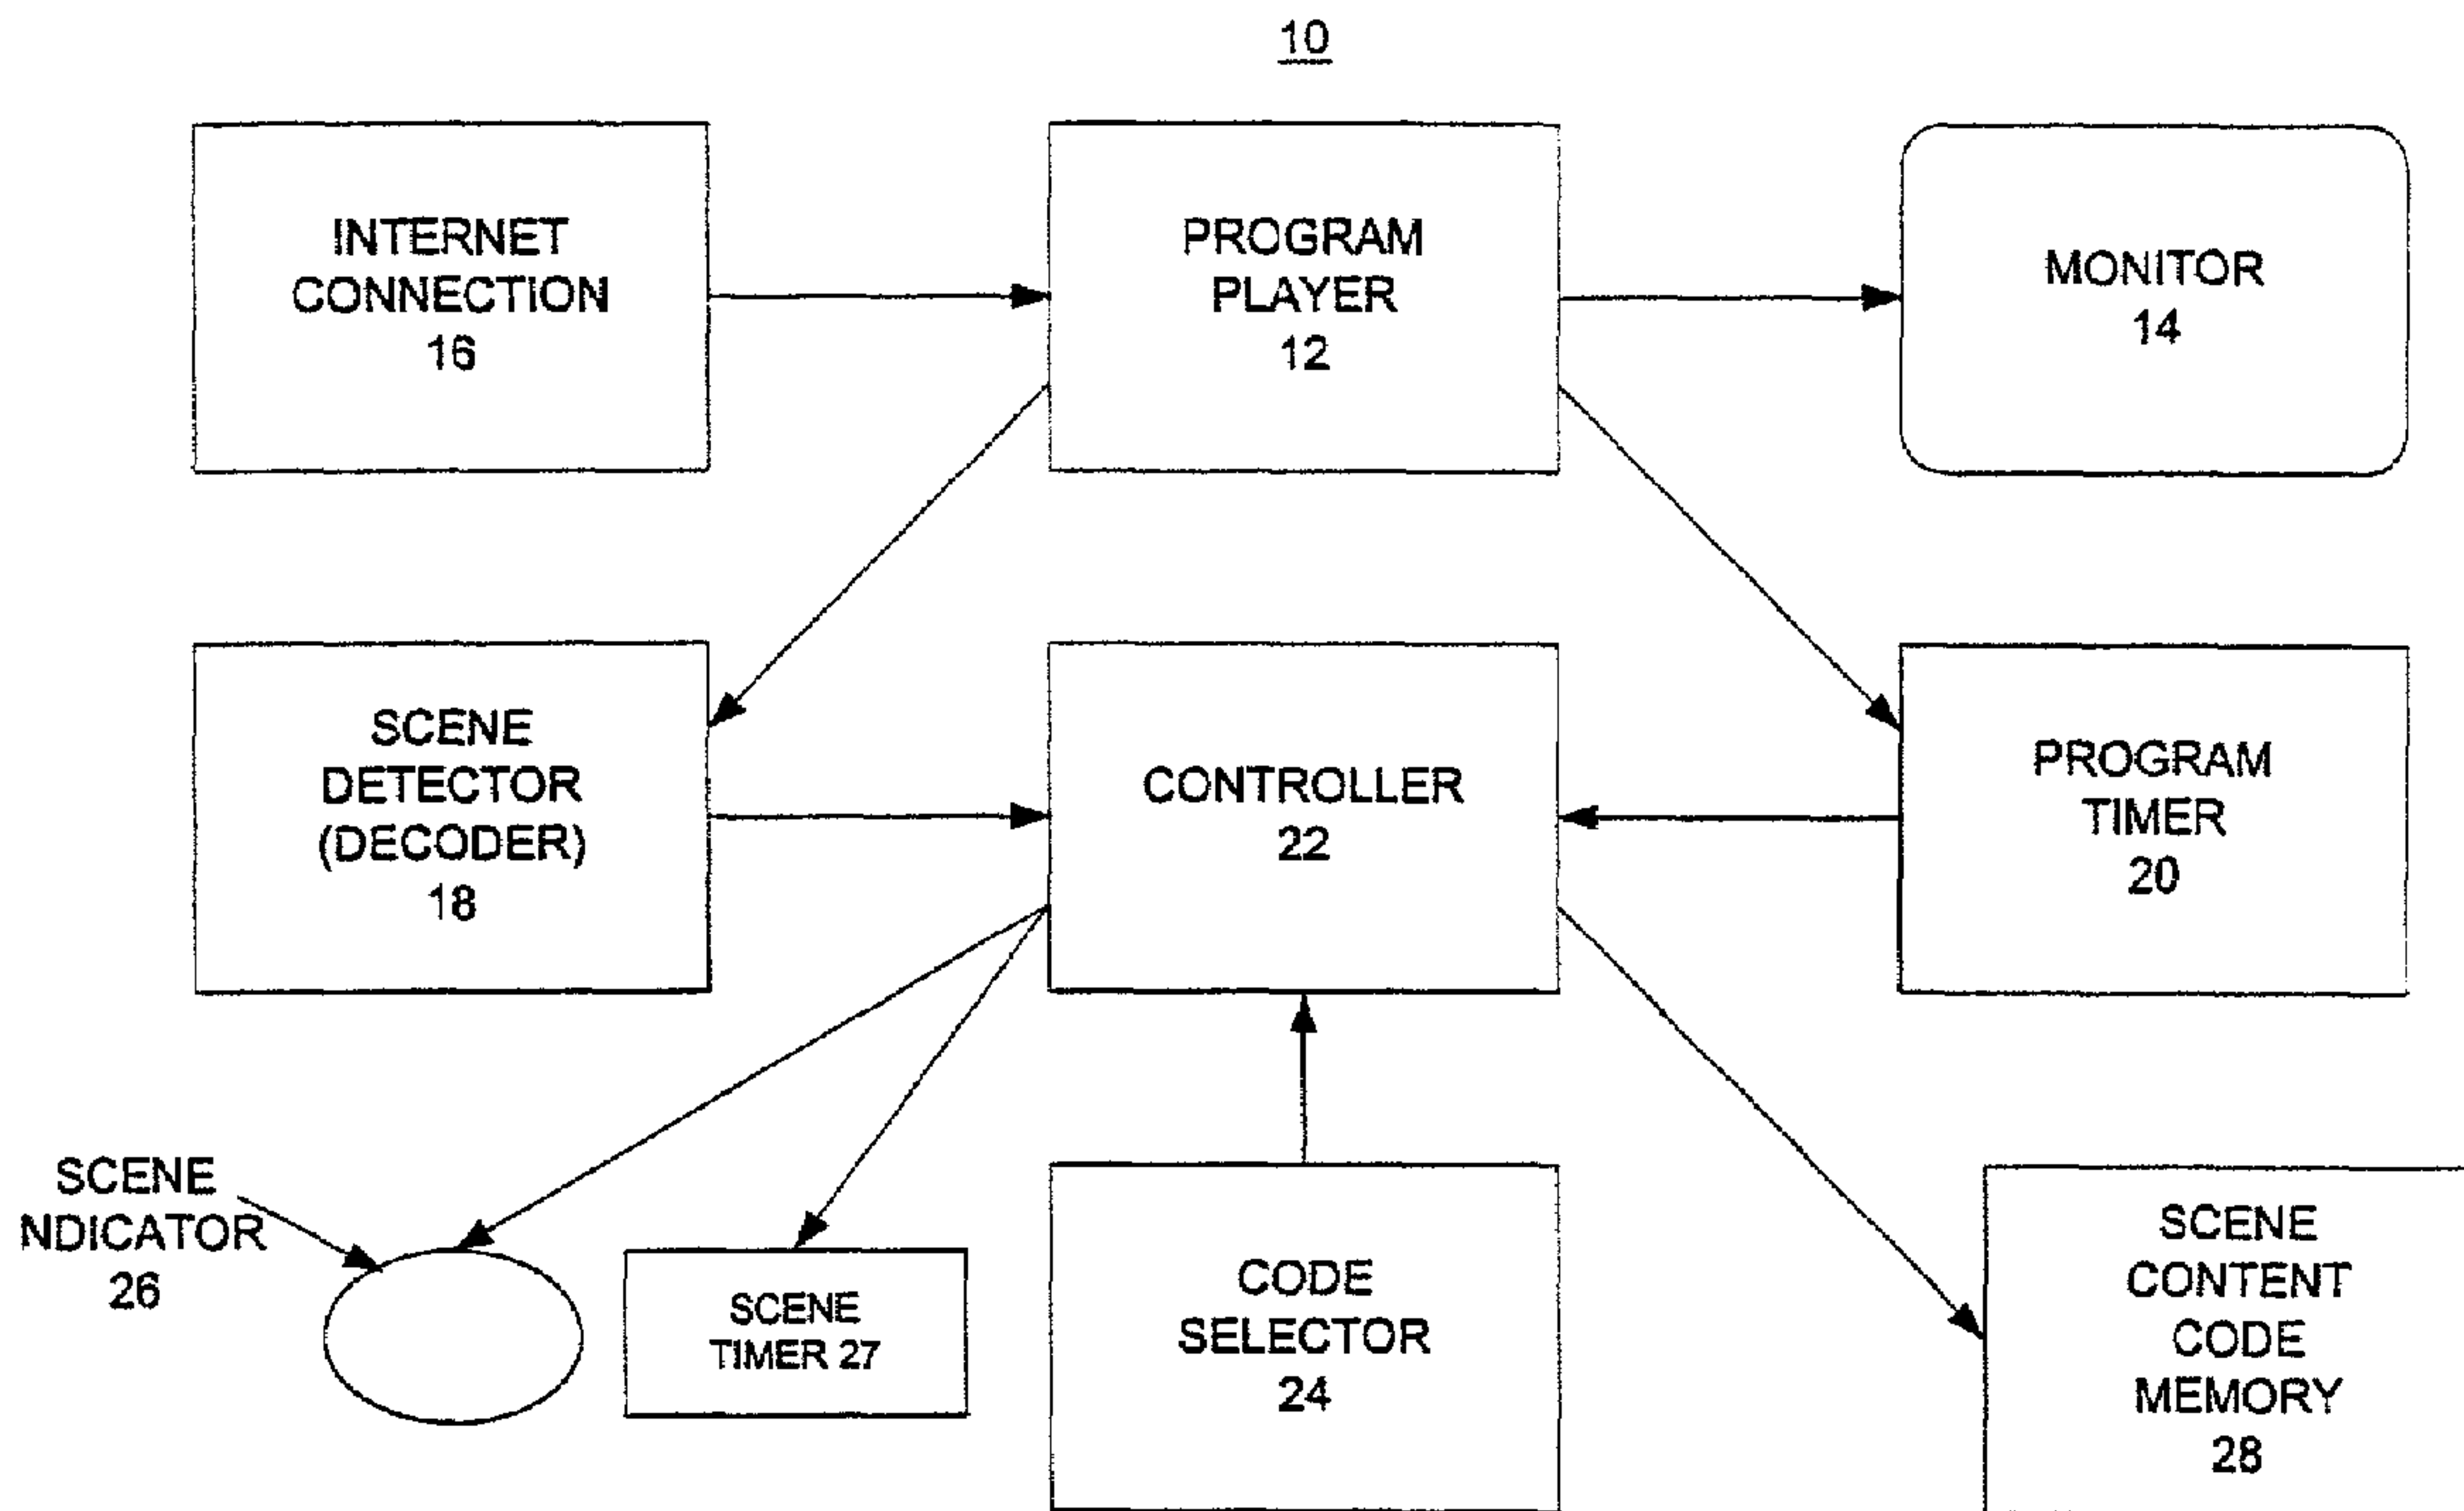 10
INTERNET
CONNECTION
16
PROGRAM
PLAYER
12
MONITOR
14
SCENE
DETECTOR
(DECODER)
18
CONTROLLER
22
PROGRAM
TIMER
20
SCENE
NDICATOR
26
SCENE
TIMER 27
CODE
SELECTOR
24
SCENE
CONTENT
CODE
MEMORY
28